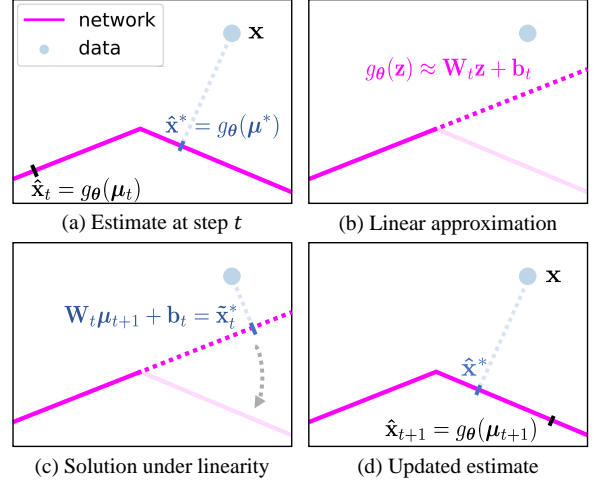 network
data
x
x̂* = g_θ(μ*)
x̂_t = g_θ(μ_t)
(a) Estimate at step t
g_θ(z) ≈ W_t z + b_t
(b) Linear approximation
W_t μ_{t+1} + b_t = x̃*_t
(c) Solution under linearity
x
x̂*
x̂_{t+1} = g_θ(μ_{t+1})
(d) Updated estimate